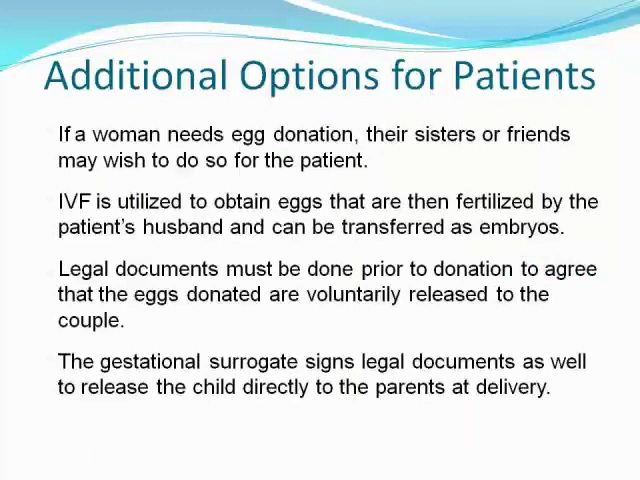 Additional Options for Patients
If a woman needs egg donation, their sisters or friends
may wish to do so for the patient.
IVF is utilized to obtain eggs that are then fertilized by the
patient's husband and can be transferred as embryos.
Legal documents must be done prior to donation to agree
that the eggs donated are voluntarily released to the
couple.
The gestational surrogate signs legal documents as well
to release the child directly to the parents at delivery.